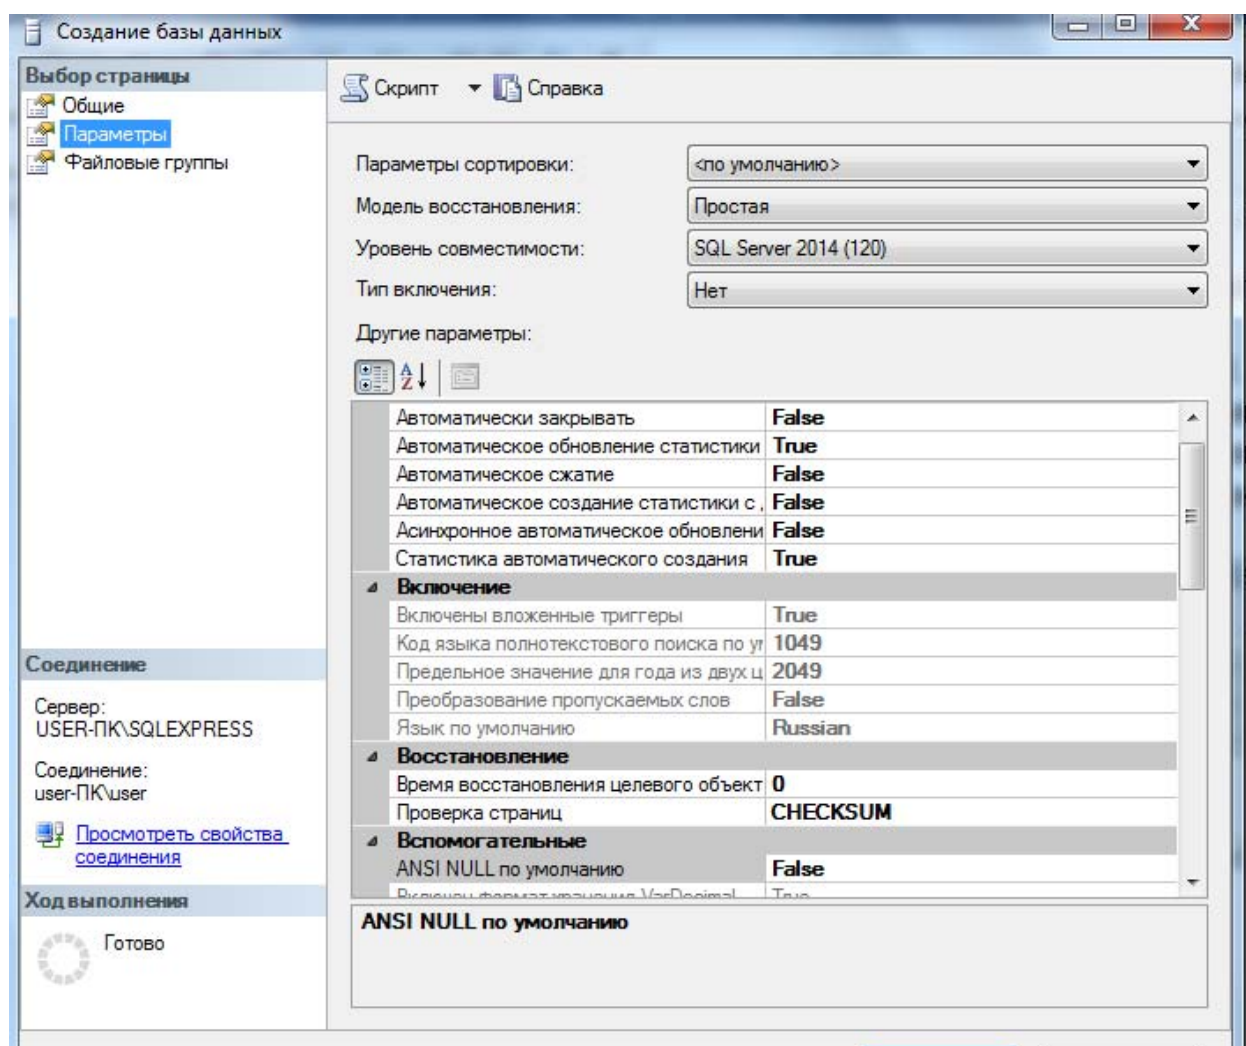 Создание базы данных
Выбор страницы
Общие
Параметры
Файловые группы
Скрипт
Справка
Параметры сортировки:
<по умолчанию>
Модель восстановления:
Простая
Уровень совместимости:
SQL Server 2014 (120)
Тип включения:
Нет
Другие параметры:
Автоматически закрывать False
Автоматическое обновление статистики True
Автоматическое сжатие False
Автоматическое создание статистики с False
Асинхронное автоматическое обновлени False
Статистика автоматического создания True
Включение
Включены вложенные триггеры True
Код языка полнотекстового поиска по 1049
Предельное значение для года из двух ц 2049
Преобразование пропускаемых слов False
Язык по умолчанию Russian
Восстановление
Время восстановления целевого объект 0
Проверка страниц CHECKSUM
Вспомогательные
ANSI NULL по умолчанию False
Включен формат хранения VarDecimal True
ANSI NULL по умолчанию
Соединение
Сервер:
USER-ПК\SQLEXPRESS
Соединение:
user-ПК\user
Просмотреть свойства
соединения
Ход выполнения
Готово